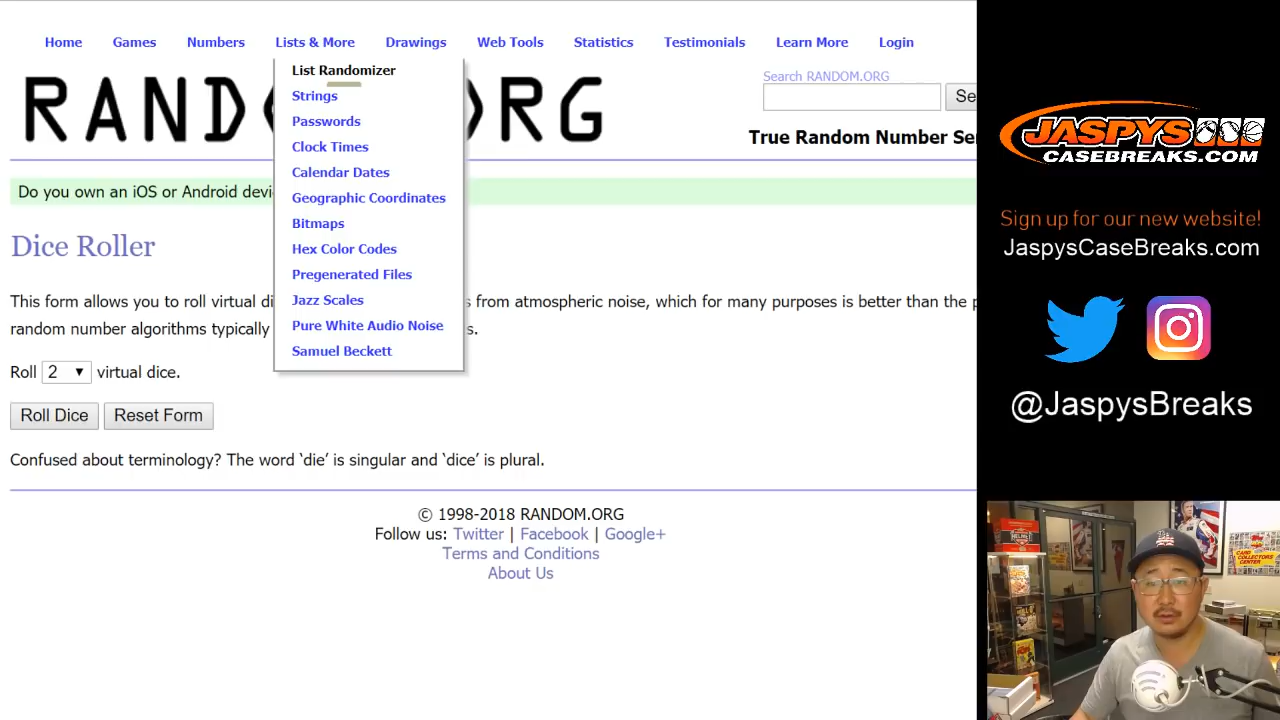 Home Games Numbers Lists & More Drawings Web Tools Statistics Testimonials Learn More Login
List Randomizer
Strings
Passwords
Clock Times
Calendar Dates
Geographic Coordinates
Bitmaps
Hex Color Codes
Pregenerated Files
Jazz Scales
Pure White Audio Noise
Samuel Beckett
RANDO ORG
Search RANDOM.ORG
Se
True Random Number Ser
Do you own an iOS or Android devi
Dice Roller
This form allows you to roll virtual di s from atmospheric noise, which for many purposes is better than the p
random number algorithms typically s.
Roll 2 virtual dice.
Roll Dice Reset Form
Confused about terminology? The word ‘die’ is singular and ‘dice’ is plural.
© 1998-2018 RANDOM.ORG
Follow us: Twitter | Facebook | Google+
Terms and Conditions
About Us
JASPYS
CASEBREAKS.COM
Sign up for our new website!
JaspysCaseBreaks.com
@JaspysBreaks
CARD
COLLECTORS
CENTER